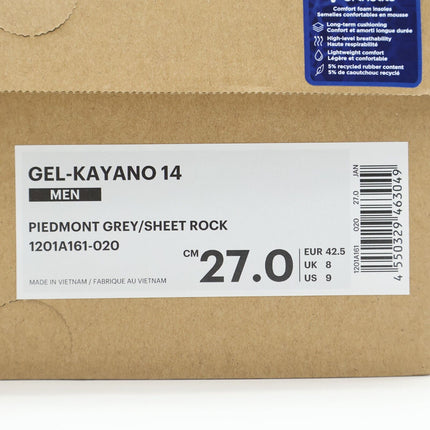 Comfort foam insoles
Semelles confortables en mousse
Long-term cushioning
Confort et amorti longue durée
High-level breathability
Haute respirabilité
Lightweight comfort
Légère et confortable
5% recycled rubber content
5% de caoutchouc recyclé
GEL-KAYANO 14
MEN
PIEDMONT GREY/SHEET ROCK
1201A161-020
MADE IN VIETNAM / FABRIQUE AU VIETNAM
CM 27.0
EUR 42.5
UK 8
US 9
1201A161 020 27.0 JAN
4 550329 463049